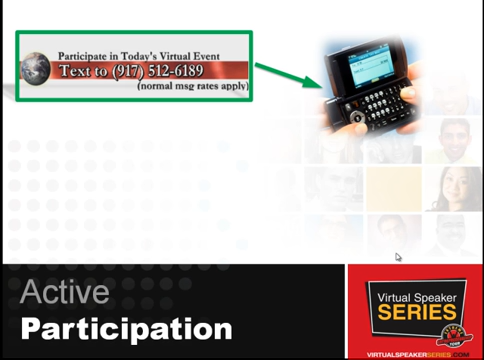 Participate in Today's Virtual Event
Text to (917) 512-6189
(normal msg rates apply)
Active
Participation
Virtual Speaker
SERIES
VIRTUALSPEAKERSERIES.COM